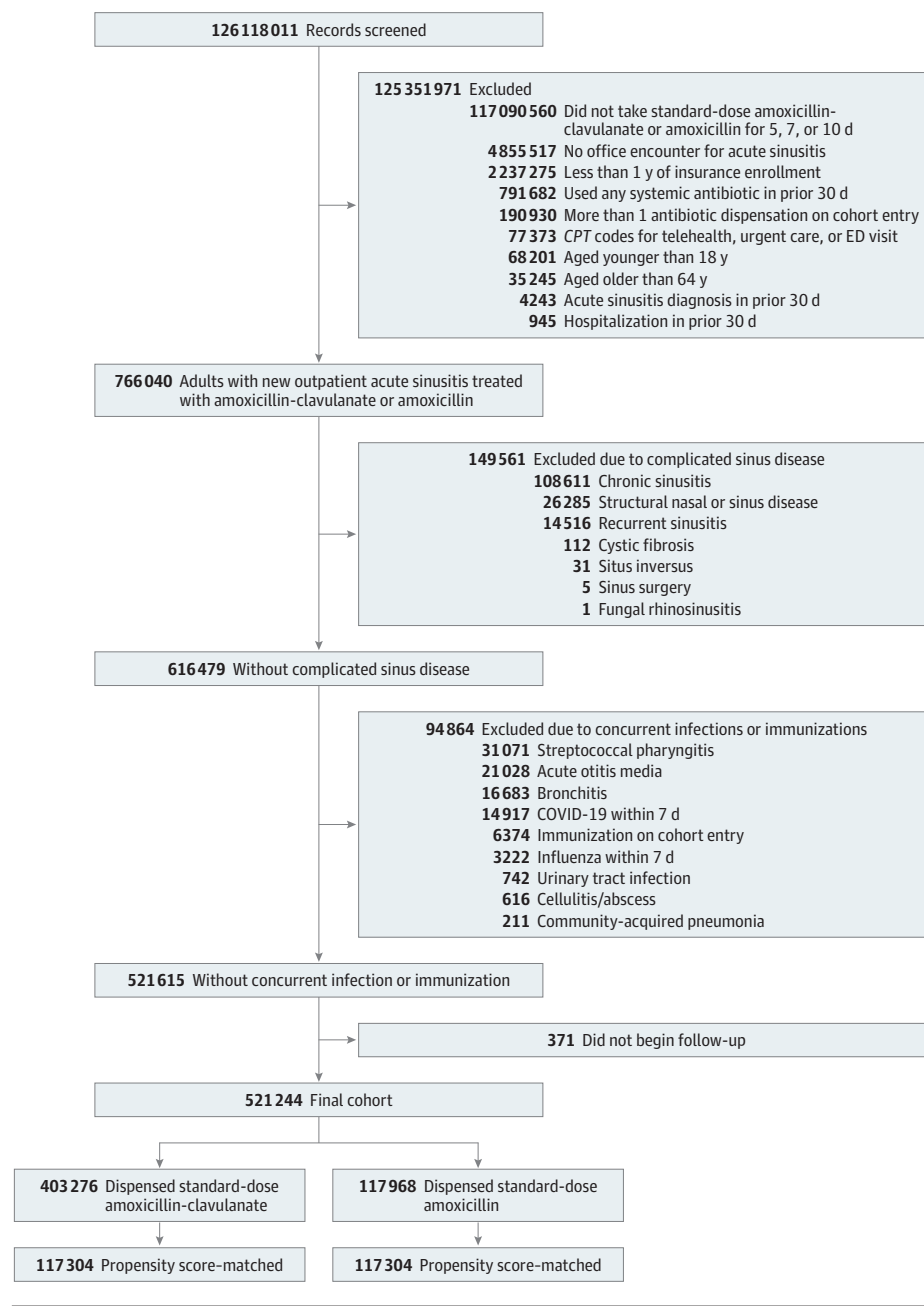 126118011 Records screened
125351971 Excluded
117090560 Did not take standard-dose amoxicillin-
clavulanate or amoxicillin for 5, 7, or 10 d
4855517 No office encounter for acute sinusitis
2237275 Less than 1 y of insurance enrollment
791682 Used any systemic antibiotic in prior 30 d
190930 More than 1 antibiotic dispensation on cohort entry
77373 CPT codes for telehealth, urgent care, or ED visit
68201 Aged younger than 18 y
35245 Aged older than 64 y
4243 Acute sinusitis diagnosis in prior 30 d
945 Hospitalization in prior 30 d
766040 Adults with new outpatient acute sinusitis treated
with amoxicillin-clavulanate or amoxicillin
149561 Excluded due to complicated sinus disease
108611 Chronic sinusitis
26285 Structural nasal or sinus disease
14516 Recurrent sinusitis
112 Cystic fibrosis
31 Situs inversus
5 Sinus surgery
1 Fungal rhinosinusitis
616479 Without complicated sinus disease
94864 Excluded due to concurrent infections or immunizations
31071 Streptococcal pharyngitis
21028 Acute otitis media
16683 Bronchitis
14917 COVID-19 within 7 d
6374 Immunization on cohort entry
3222 Influenza within 7 d
742 Urinary tract infection
616 Cellulitis/abscess
211 Community-acquired pneumonia
521615 Without concurrent infection or immunization
371 Did not begin follow-up
521244 Final cohort
403276 Dispensed standard-dose
amoxicillin-clavulanate
117968 Dispensed standard-dose
amoxicillin
117304 Propensity score-matched
117304 Propensity score-matched